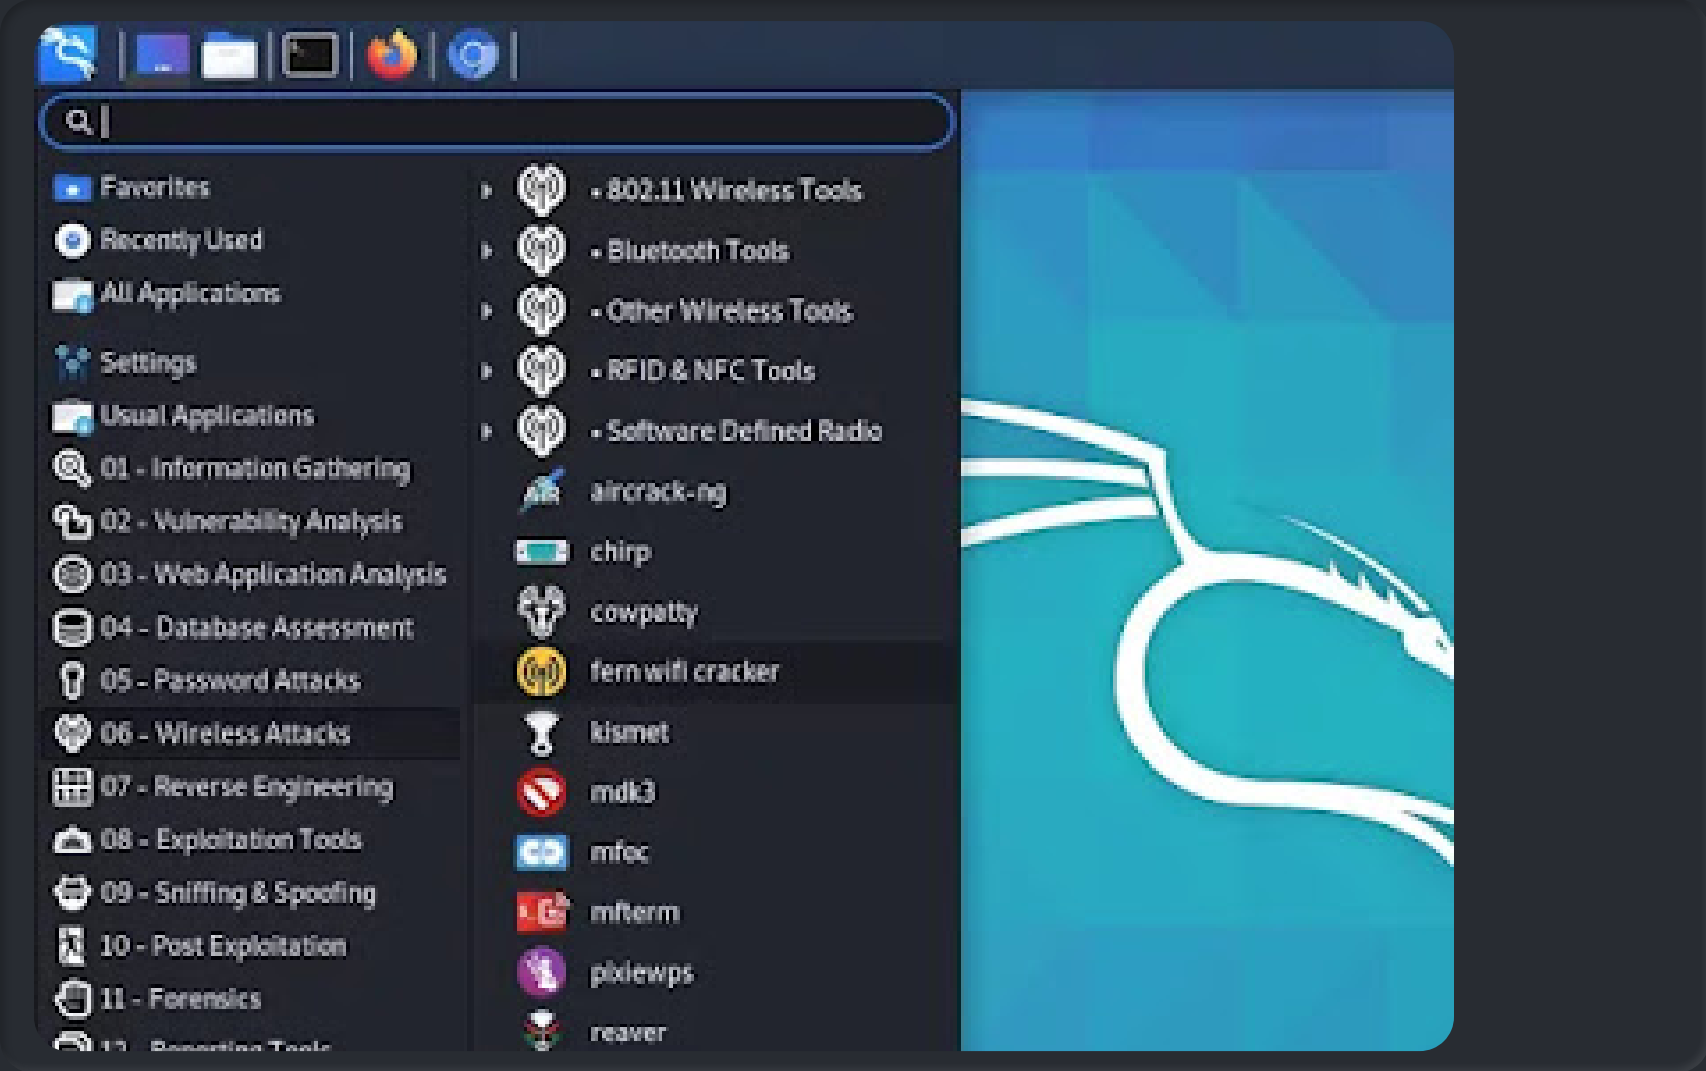 Favorites
Recently Used
All Applications
Settings
Usual Applications
01 - Information Gathering
02 - Vulnerability Analysis
03 - Web Application Analysis
04 - Database Assessment
05 - Password Attacks
06 - Wireless Attacks
07 - Reverse Engineering
08 - Exploitation Tools
09 - Sniffing & Spoofing
10 - Post Exploitation
11 - Forensics
12 - Reporting Tools
• 802.11 Wireless Tools
• Bluetooth Tools
• Other Wireless Tools
• RFID & NFC Tools
• Software Defined Radio
aircrack-ng
chirp
cowpatty
fern wifi cracker
kismet
mdk3
mfoc
mfterm
pixiewps
reaver